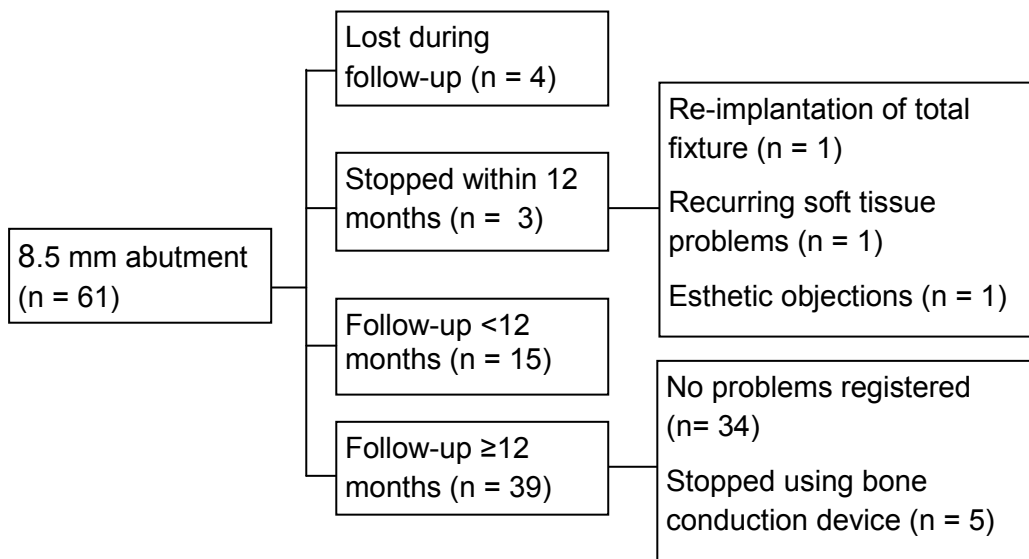 8.5 mm abutment
(n = 61)
Lost during
follow-up (n = 4)
Stopped within 12
months (n =  3)
Re-implantation of total
fixture (n = 1)
Recurring soft tissue
problems (n = 1)
Esthetic objections (n = 1)
Follow-up <12
months (n = 15)
Follow-up ≥12
months (n = 39)
No problems registered
(n= 34)
Stopped using bone
conduction device (n = 5)